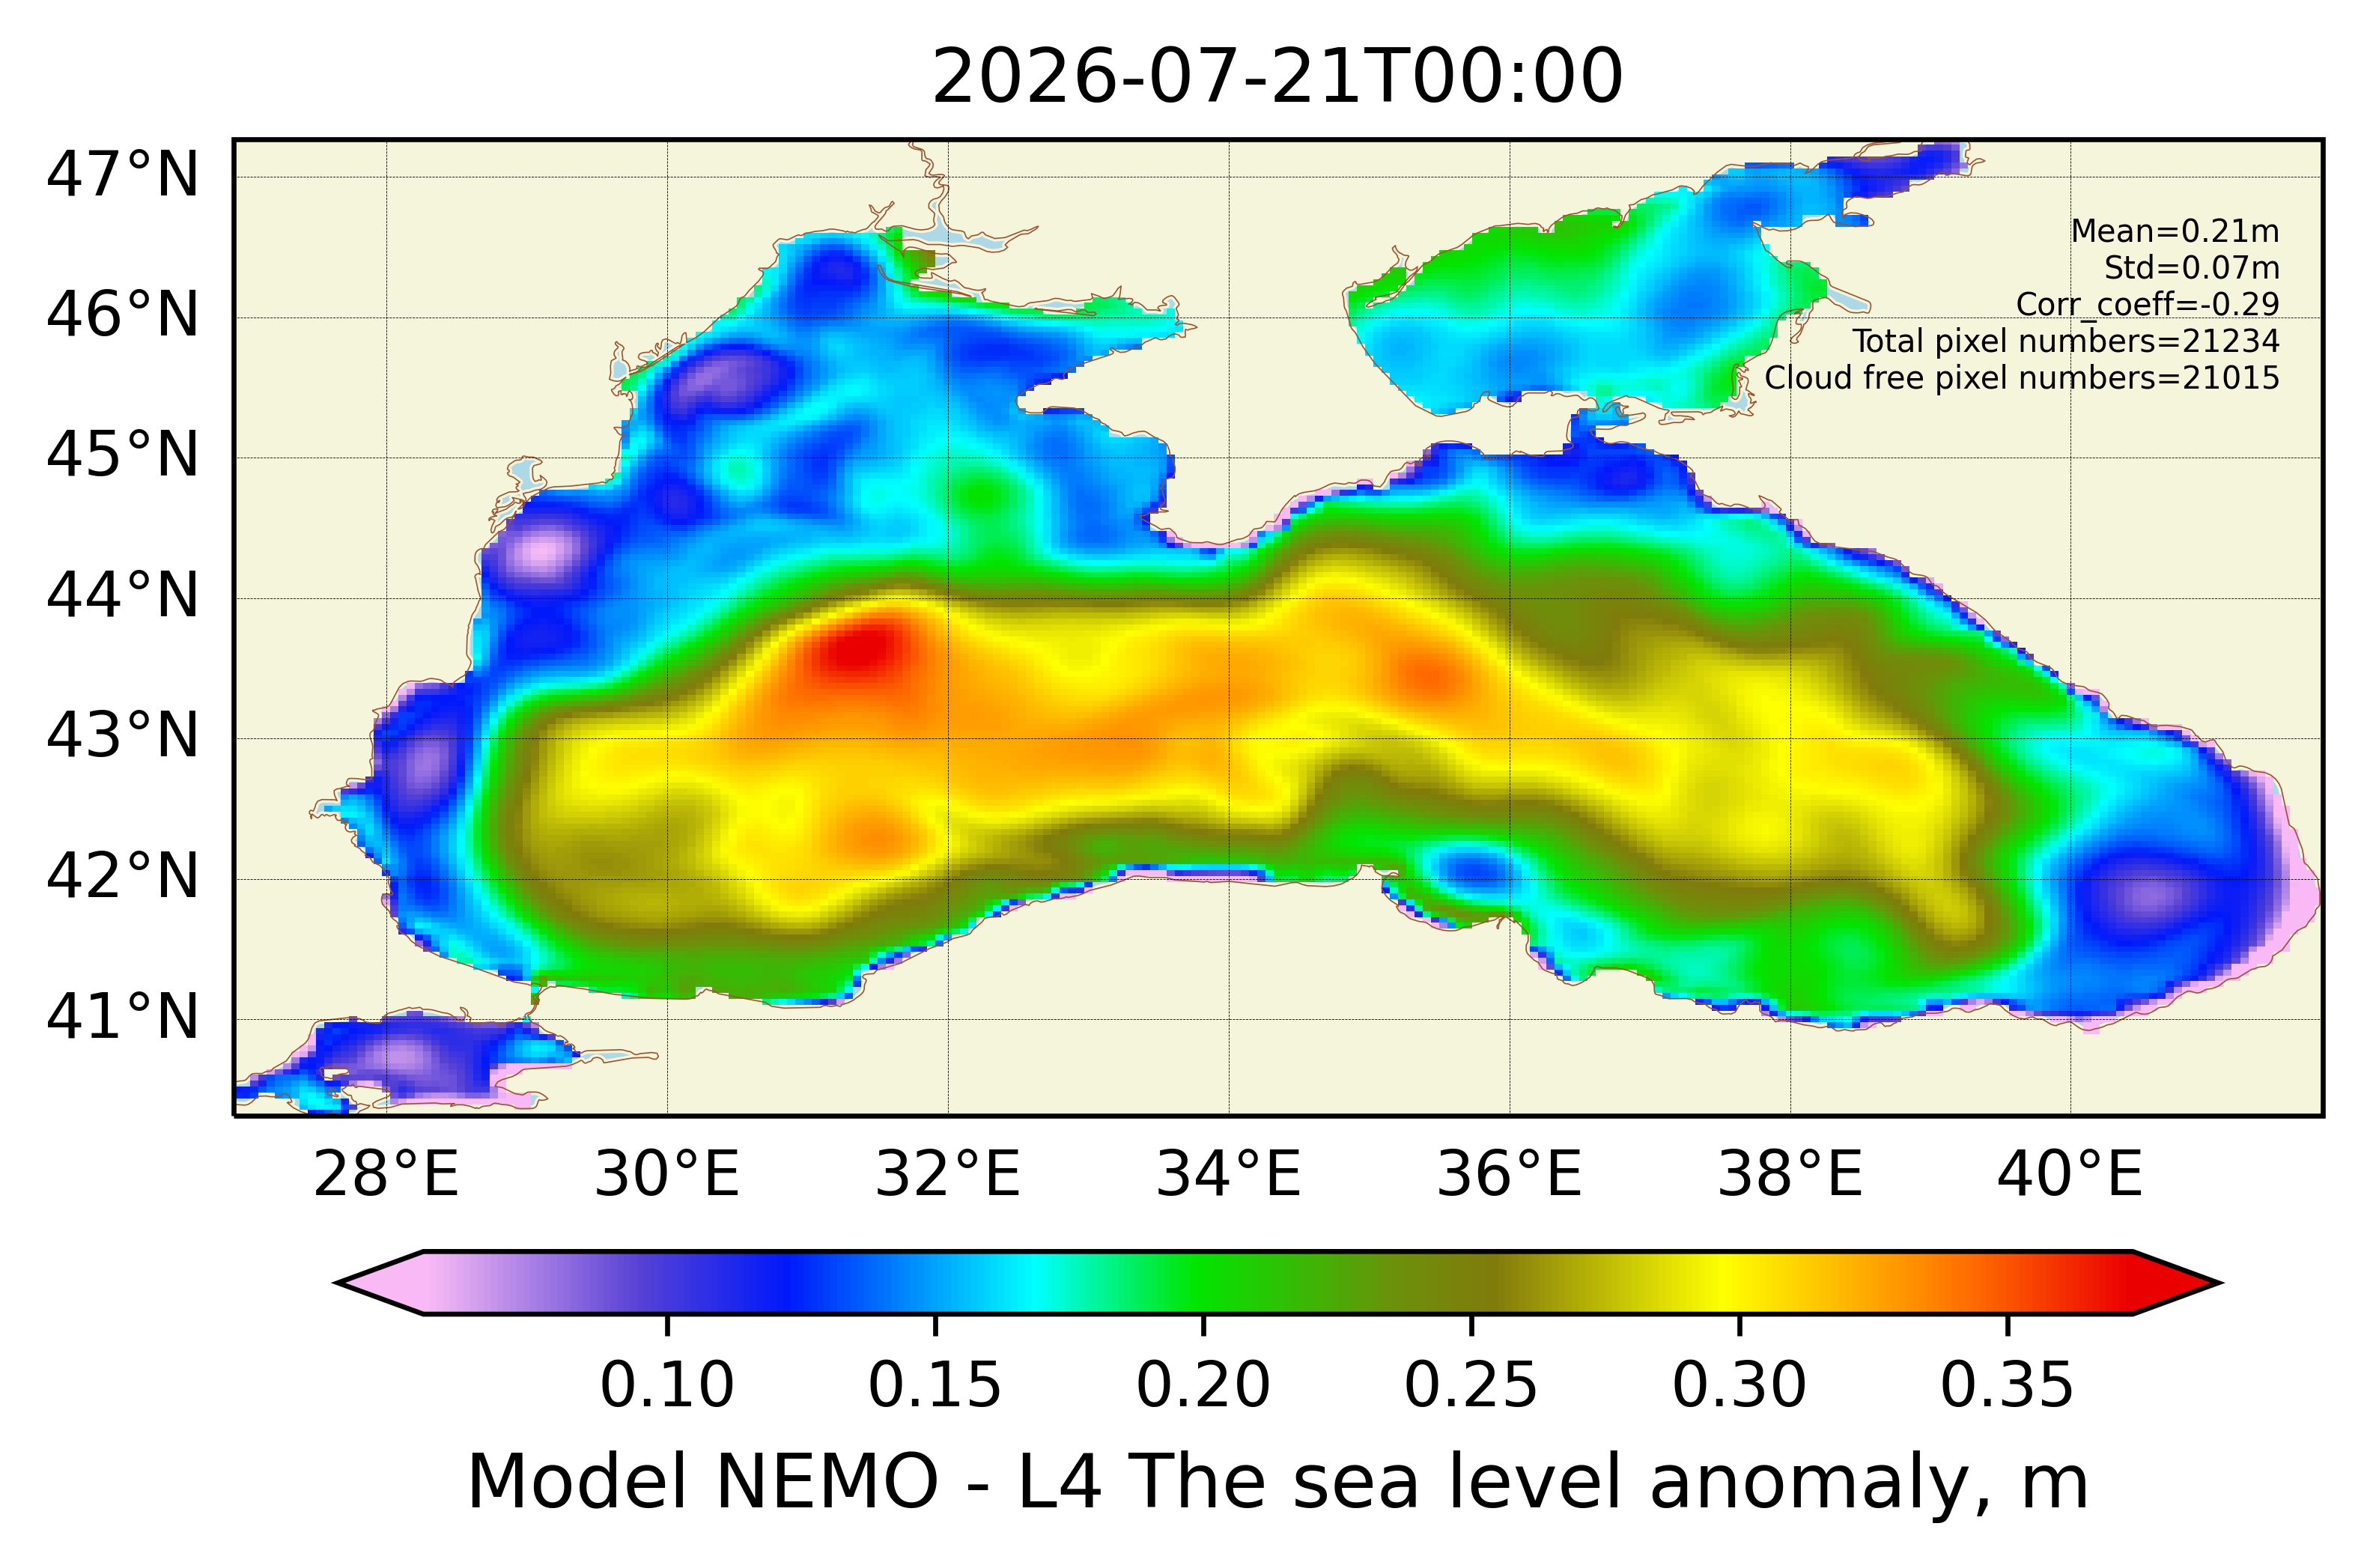 2026-07-21T00:00
47°N
46°N
45°N
44°N
43°N
42°N
41°N
Mean=0.21m
Std=0.07m
Corr_coeff=-0.29
Total pixel numbers=21234
Cloud free pixel numbers=21015
28°E 30°E 32°E 34°E 36°E 38°E 40°E
0.10 0.15 0.20 0.25 0.30 0.35
Model NEMO - L4 The sea level anomaly, m